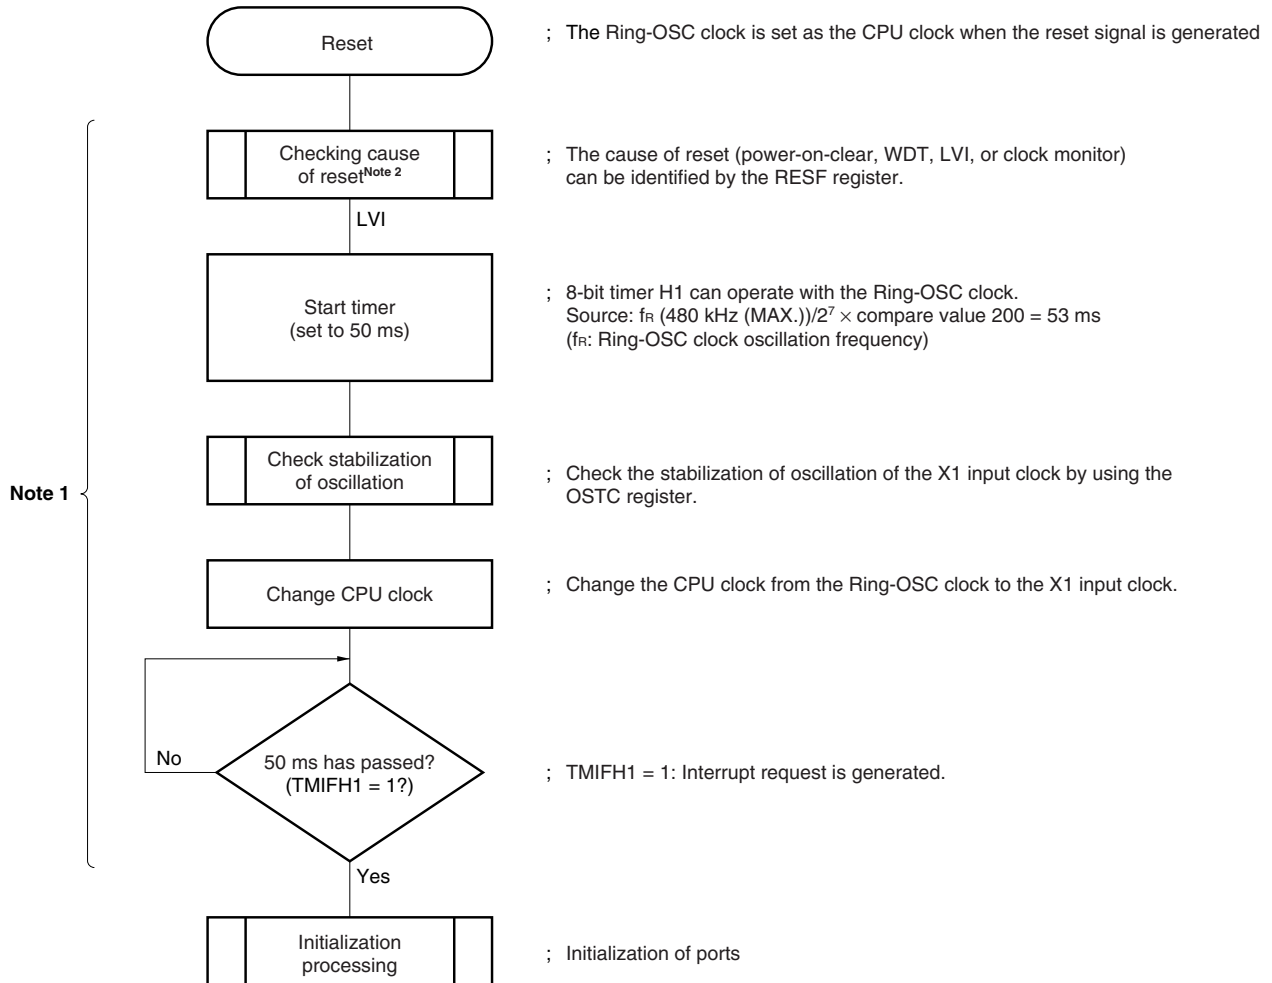 Reset
; The Ring-OSC clock is set as the CPU clock when the reset signal is generated
Checking cause
of resetNote 2
; The cause of reset (power-on-clear, WDT, LVI, or clock monitor)
can be identified by the RESF register.
LVI
Start timer
(set to 50 ms)
; 8-bit timer H1 can operate with the Ring-OSC clock.
Source: fR (480 kHz (MAX.))/2⁷ × compare value 200 = 53 ms
(fR: Ring-OSC clock oscillation frequency)
Check stabilization
of oscillation
; Check the stabilization of oscillation of the X1 input clock by using the
OSTC register.
Note 1
Change CPU clock
; Change the CPU clock from the Ring-OSC clock to the X1 input clock.
No
50 ms has passed?
(TMIFH1 = 1?)
; TMIFH1 = 1: Interrupt request is generated.
Yes
Initialization
processing
; Initialization of ports